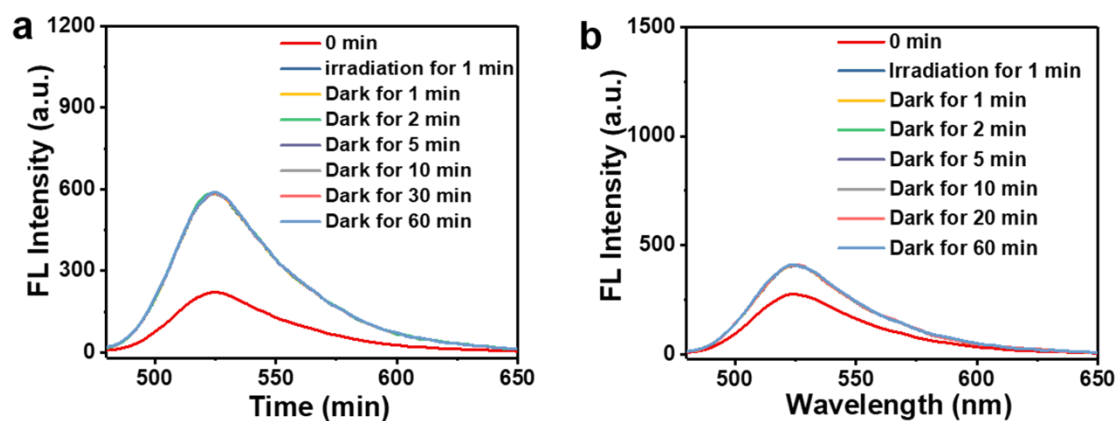 a
1200
900
600
300
0
FL Intensity (a.u.)
0 min
irradiation for 1 min
Dark for 1 min
Dark for 2 min
Dark for 5 min
Dark for 10 min
Dark for 30 min
Dark for 60 min
500
550
600
650
Time (min)
b
1500
1000
500
0
FL Intensity (a.u.)
0 min
Irradiation for 1 min
Dark for 1 min
Dark for 2 min
Dark for 5 min
Dark for 10 min
Dark for 20 min
Dark for 60 min
500
550
600
650
Wavelength (nm)